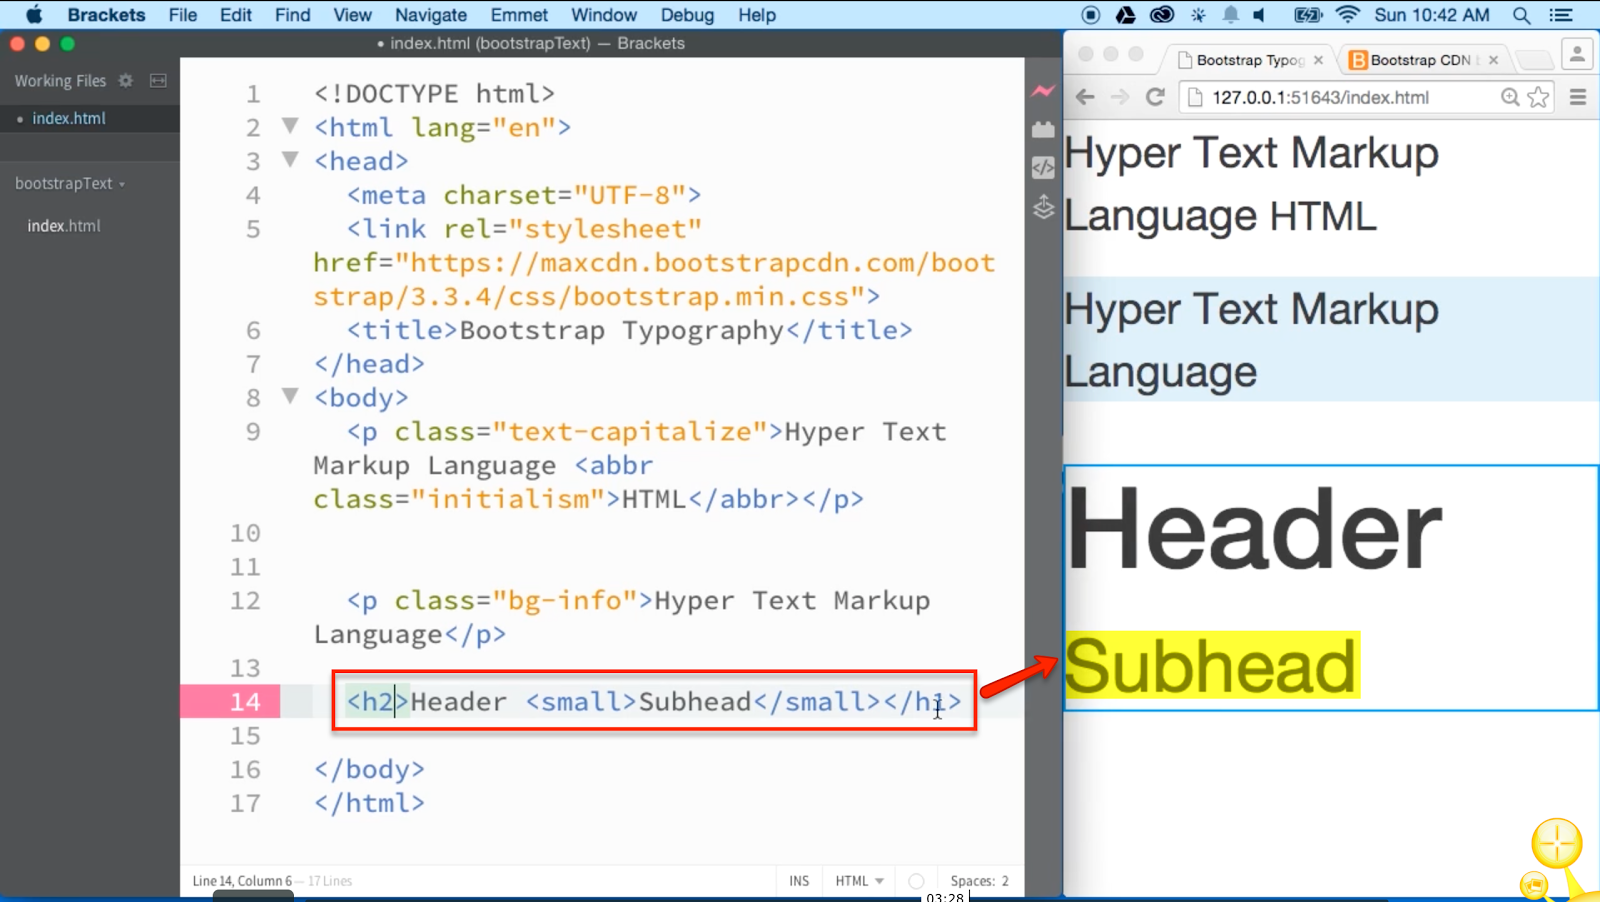 Brackets File Edit Find View Navigate Emmet Window Debug Help Sun 10:42 AM
• index.html (bootstrapText) — Brackets
Working Files
• index.html
bootstrapText
index.html
1 <!DOCTYPE html>
2 <html lang="en">
3 <head>
4 <meta charset="UTF-8">
5 <link rel="stylesheet"
href="https://maxcdn.bootstrapcdn.com/boot
strap/3.3.4/css/bootstrap.min.css">
6 <title>Bootstrap Typography</title>
7 </head>
8 <body>
9 <p class="text-capitalize">Hyper Text
Markup Language <abbr
class="initialism">HTML</abbr></p>
10
11
12 <p class="bg-info">Hyper Text Markup
Language</p>
13
14 <h2>Header <small>Subhead</small></h1>
15
16 </body>
17 </html>
Line 14, Column 6 — 17 Lines
INS HTML Spaces: 2
03:28
Bootstrap Typog Bootstrap CDN
127.0.0.1:51643/index.html
Hyper Text Markup
Language HTML
Hyper Text Markup
Language
Header
Subhead